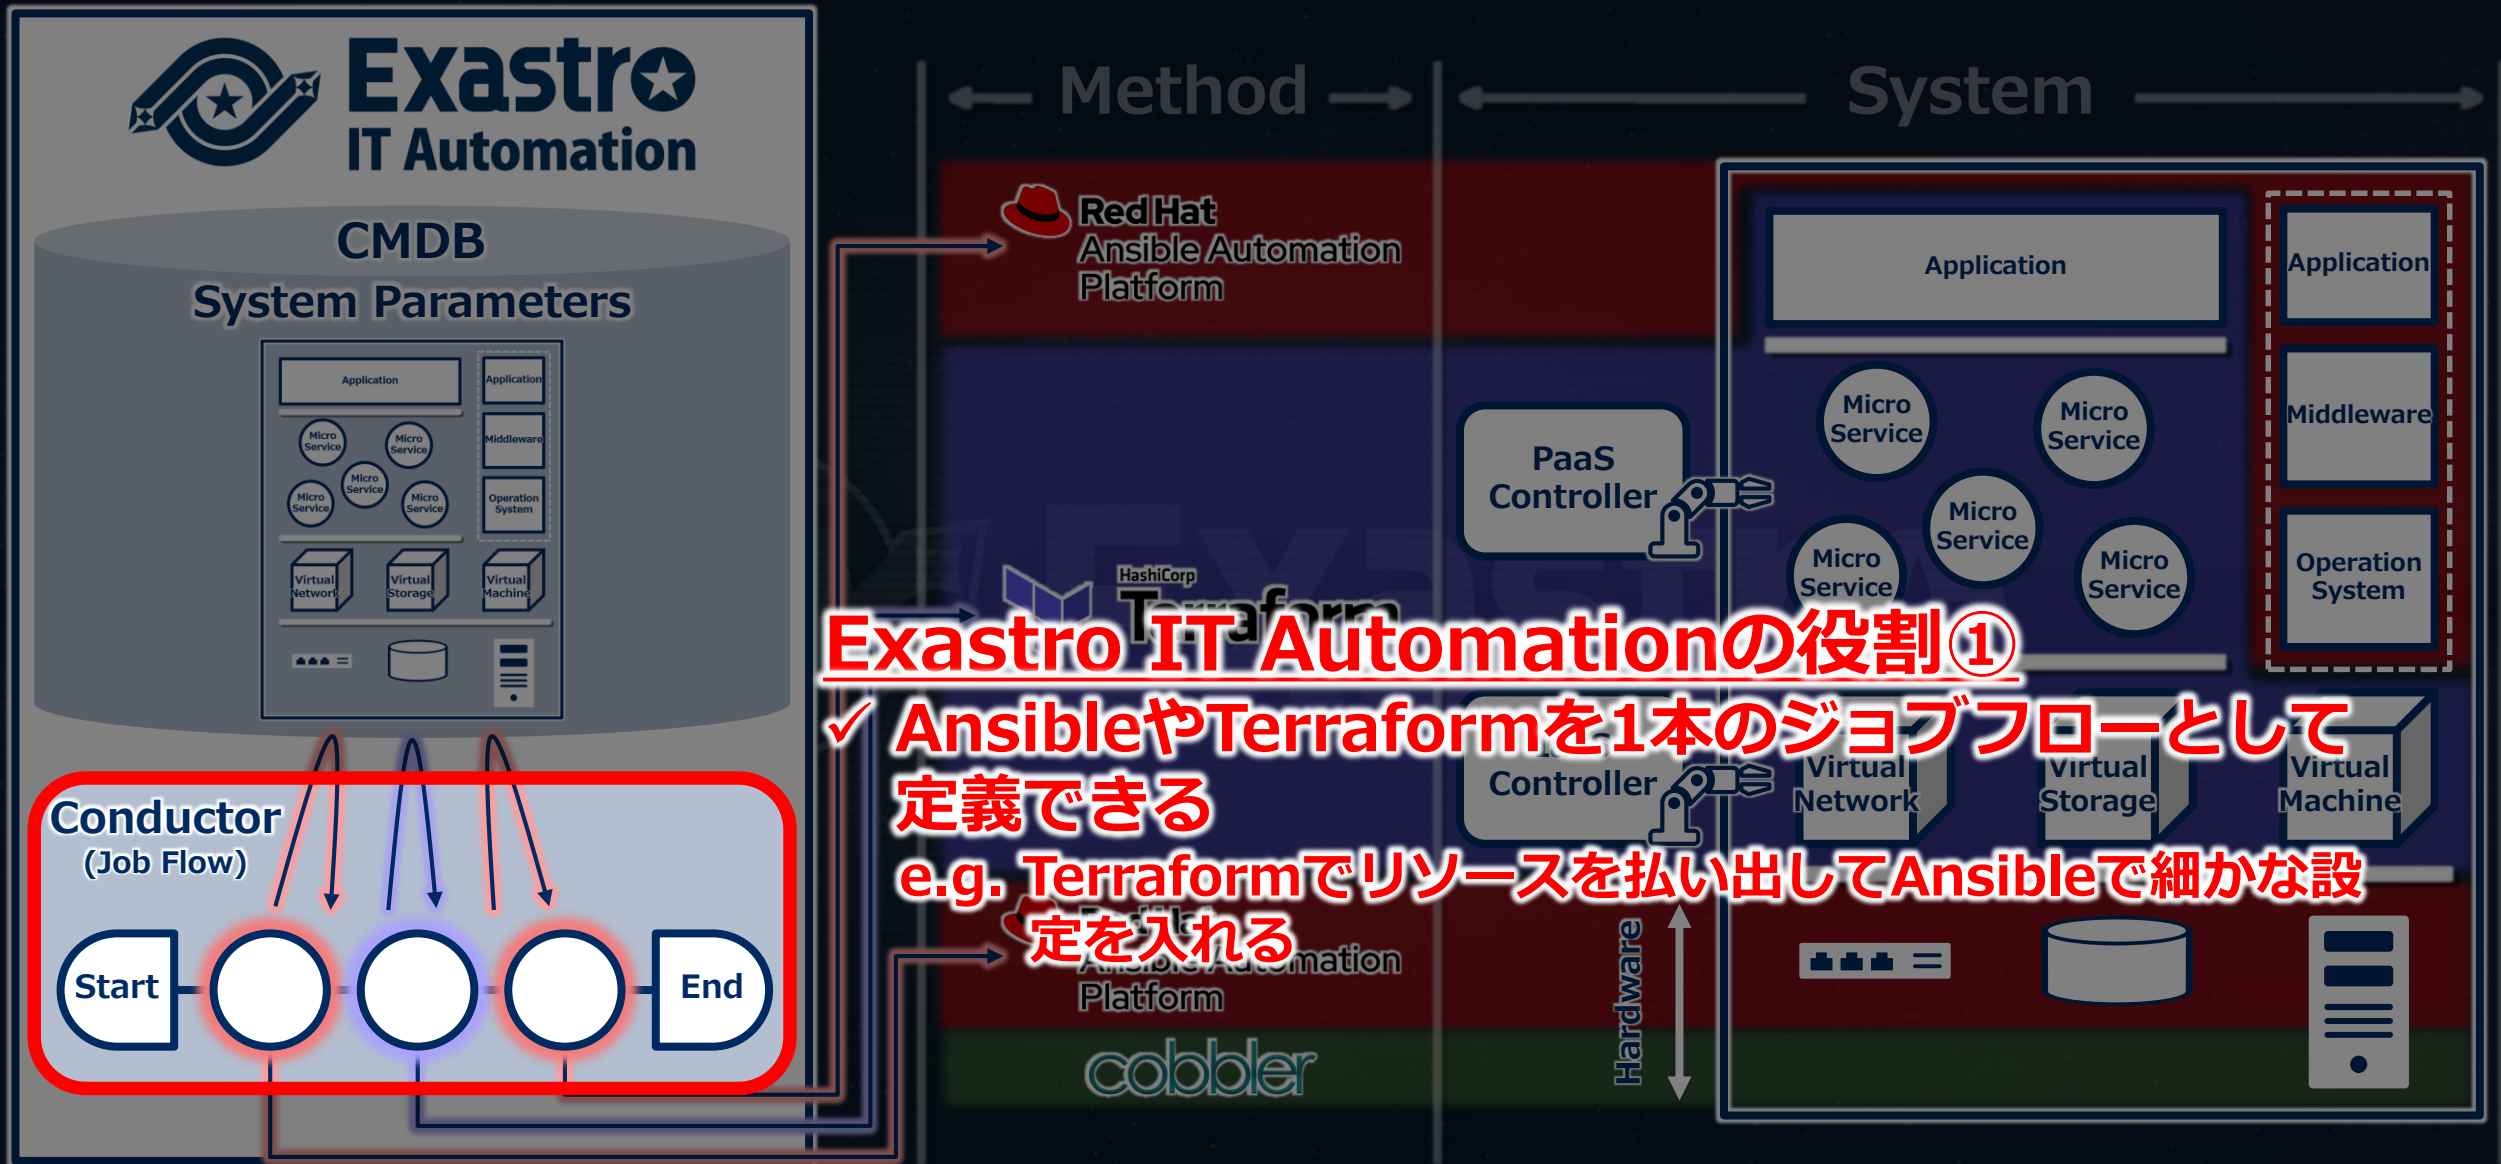 Exastro
IT Automation
CMDB
System Parameters
Application
Application
Micro
Service
Micro
Service
Middleware
Micro
Service
Micro
Service
Micro
Service
Operation
System
Virtual
Network
Virtual
Storage
Virtual
Machine
Conductor
(Job Flow)
Start
End
Method
System
Red Hat
Ansible Automation
Platform
HashiCorp
Terraform
Ansible Automation
Platform
cobbler
PaaS
Controller
Controller
Hardware
Application
Application
Micro
Service
Micro
Service
Middleware
Micro
Service
Micro
Service
Micro
Service
Operation
System
Virtual
Network
Virtual
Storage
Virtual
Machine
Exastro IT Automationの役割①
✓ AnsibleやTerraformを1本のジョブフローとして
定義できる
e.g. Terraformでリソースを払い出してAnsibleで細かな設
定を入れる